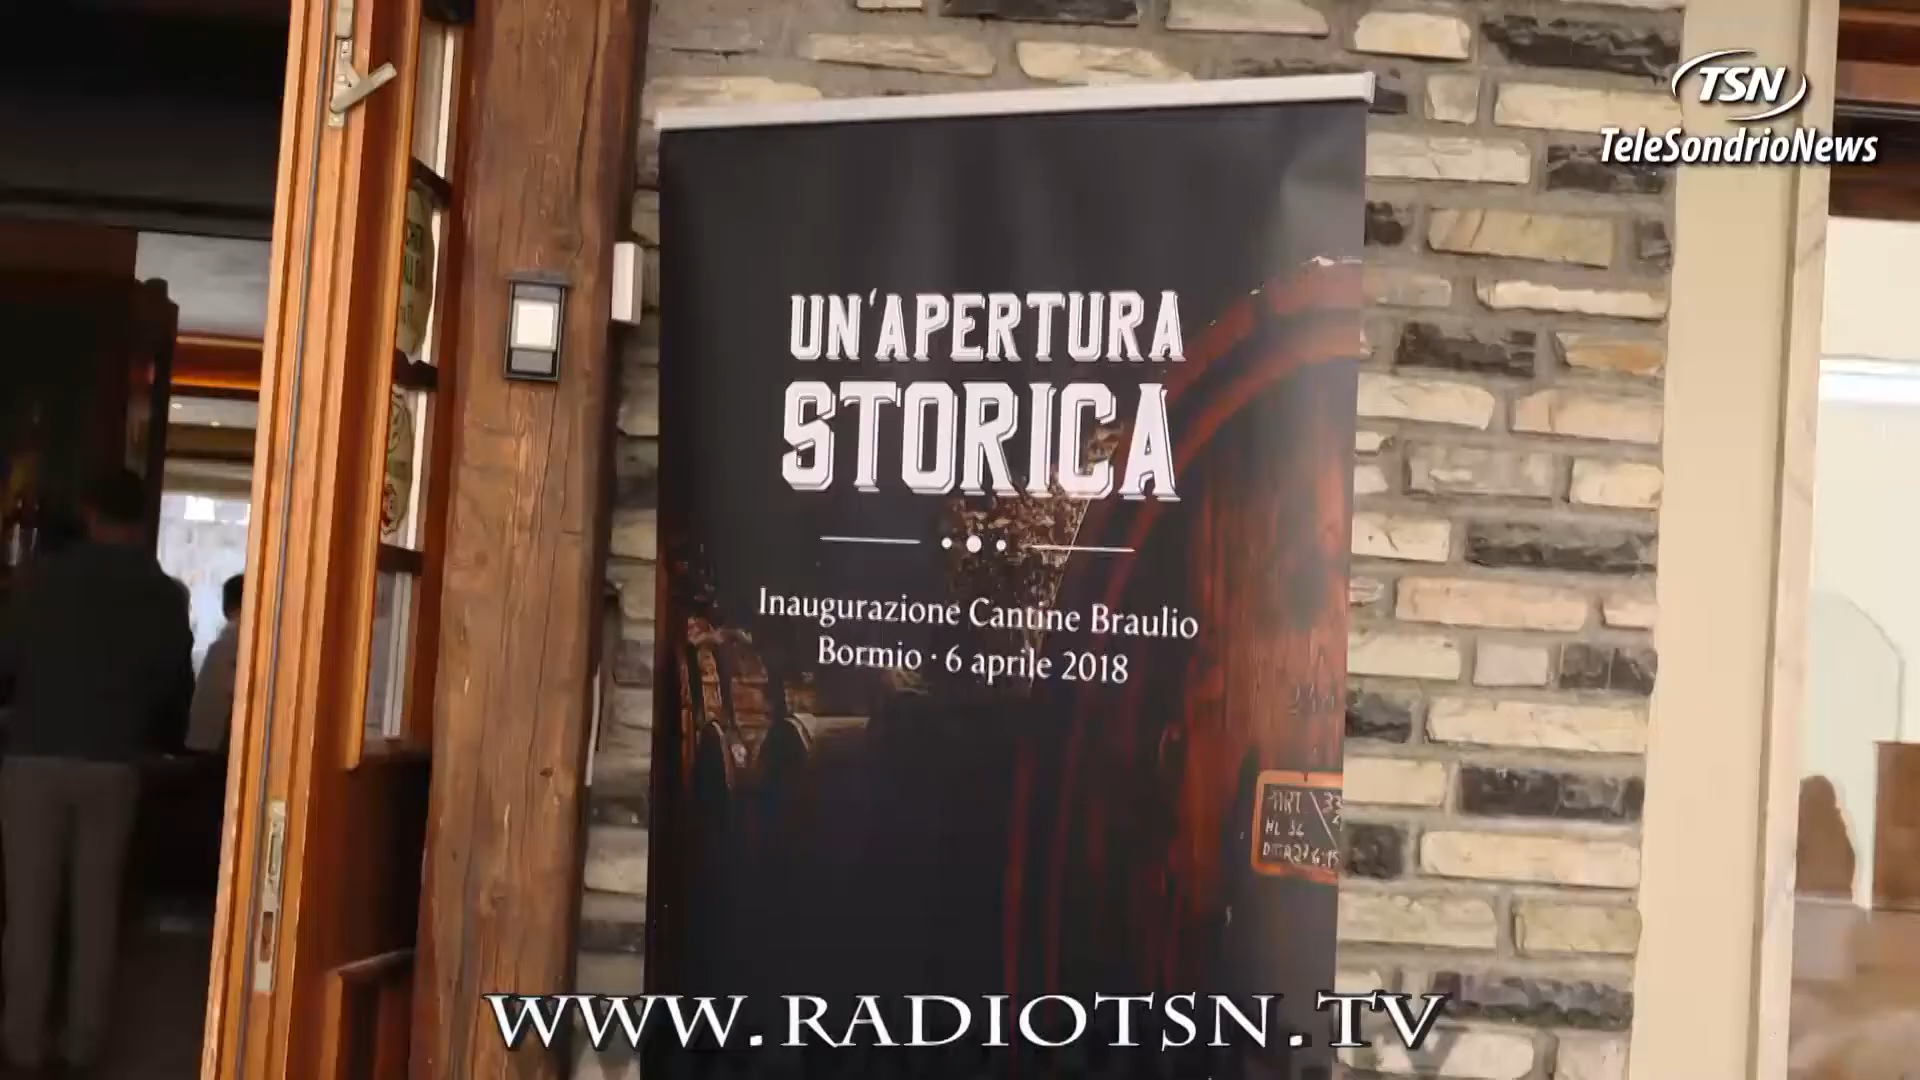 TSN
TeleSondrioNews
UN'APERTURA
STORICA
Inaugurazione Cantine Braulio
Bormio · 6 aprile 2018
WWW.RADIOTSN.TV